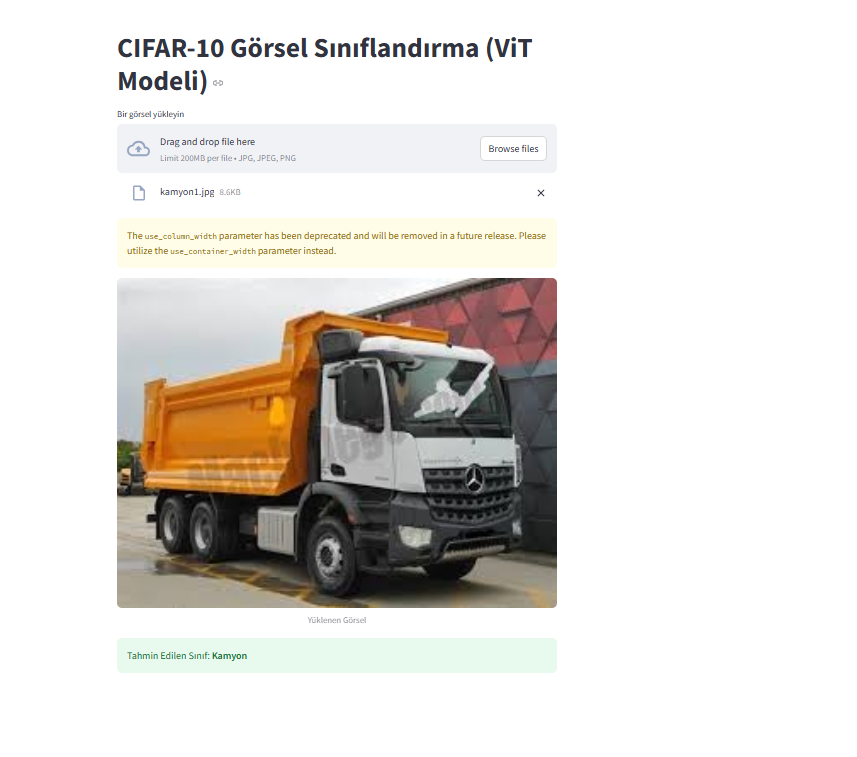 CIFAR-10 Görsel Sınıflandırma (ViT
Modeli)
Bir görsel yükleyin
Drag and drop file here
Limit 200MB per file • JPG, JPEG, PNG
Browse files
kamyon1.jpg 8.6KB
The use_column_width parameter has been deprecated and will be removed in a future release. Please
utilize the use_container_width parameter instead.
Yüklenen Görsel
Tahmin Edilen Sınıf: Kamyon